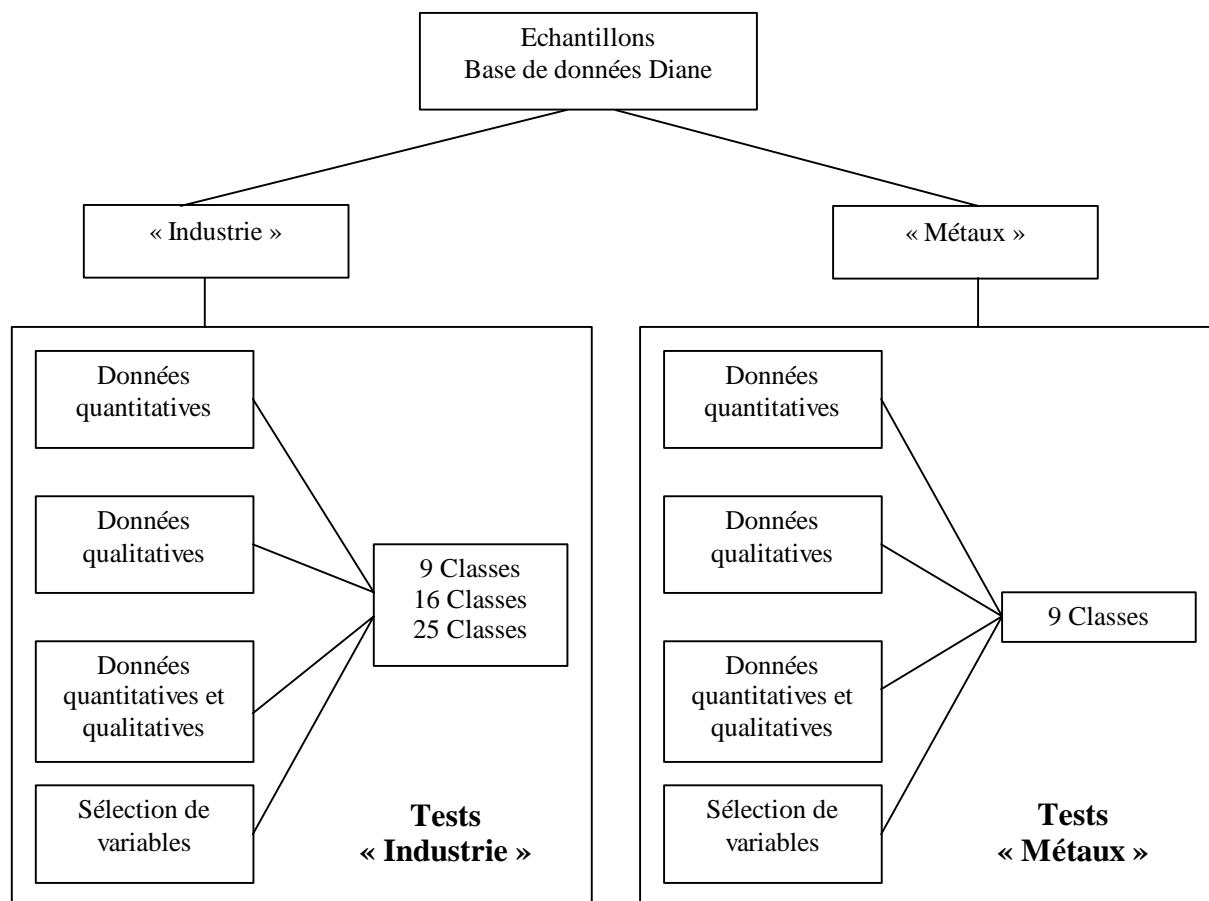 Echantillons
Base de données Diane
« Industrie »
« Métaux »
Données
quantitatives
Données
qualitatives
Données
quantitatives et
qualitatives
Sélection de
variables
9 Classes
16 Classes
25 Classes
Tests
« Industrie »
Données
quantitatives
Données
qualitatives
Données
quantitatives et
qualitatives
Sélection de
variables
9 Classes
Tests
« Métaux »